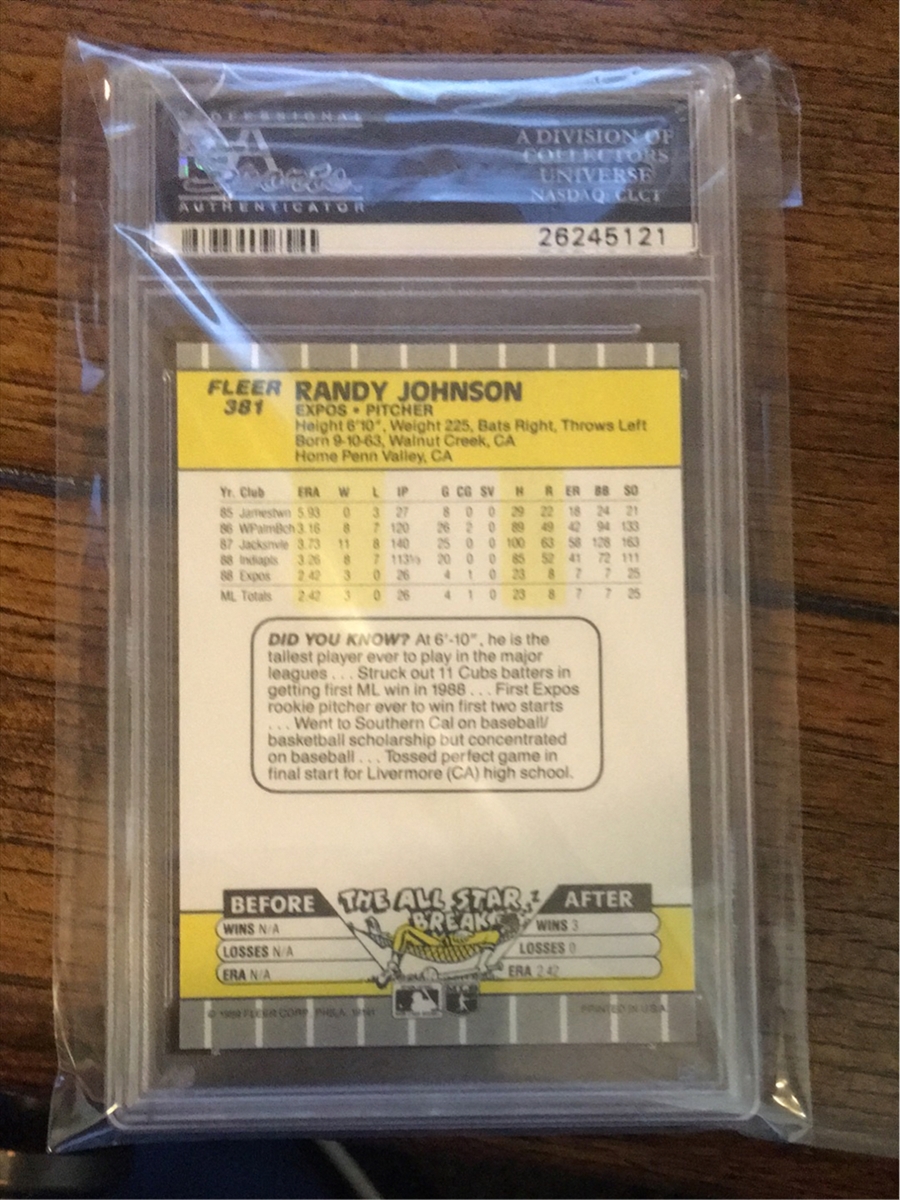 PROFESSIONAL
PSA
AUTHENTICATOR
A DIVISION OF
COLLECTORS
UNIVERSE
NASDAQ: CLCT
26245121
FLEER
381
RANDY JOHNSON
EXPOS • PITCHER
Height 6'10", Weight 225, Bats Right, Throws Left
Born 9-10-63, Walnut Creek, CA
Home Penn Valley, CA
Yr. Club ERA W L IP G CG SV H R ER BB SO
85 Jamestwn 5.93 0 3 27 8 0 0 29 22 18 24 21
86 WPalmBch 3.16 8 7 120 26 2 0 89 49 42 94 133
87 Jacksnvle 3.73 11 8 140 25 0 0 100 63 58 128 163
88 Indiapls 3.26 8 7 113⅓ 20 0 0 85 52 41 72 111
88 Expos 2.42 3 0 26 4 1 0 23 8 7 7 25
ML Totals 2.42 3 0 26 4 1 0 23 8 7 7 25
DID YOU KNOW? At 6'-10", he is the
tallest player ever to play in the major
leagues . . . Struck out 11 Cubs batters in
getting first ML win in 1988 . . . First Expos
rookie pitcher ever to win first two starts
. . . Went to Southern Cal on baseball/
basketball scholarship but concentrated
on baseball . . . Tossed perfect game in
final start for Livermore (CA) high school.
BEFORE THE ALL STAR BREAK AFTER
WINS N/A WINS 3
LOSSES N/A LOSSES 0
ERA N/A ERA 2.42
© 1989 FLEER CORP., PHILA. 19141 PRINTED IN U.S.A.